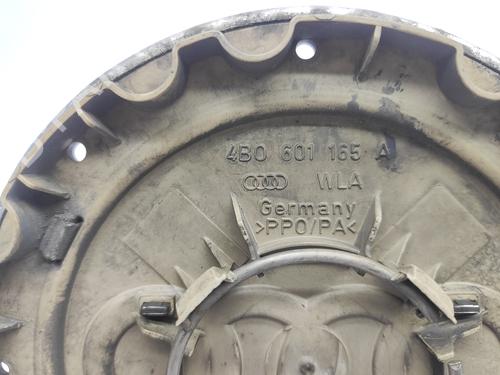 4B0 601 165 A
WLA
Germany
>PPO/PA<